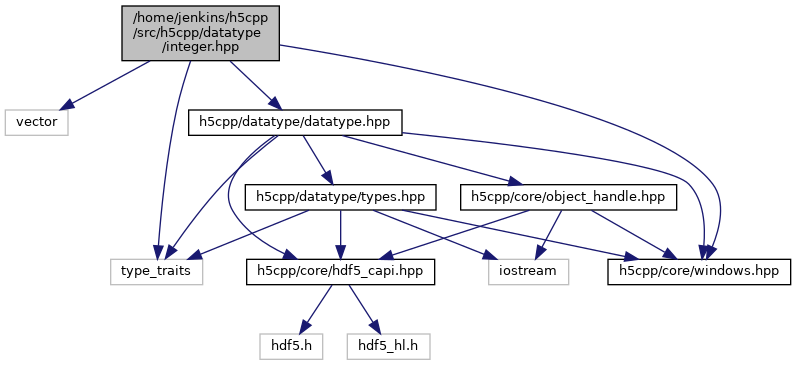 /home/jenkins/h5cpp
/src/h5cpp/datatype
/integer.hpp
vector
h5cpp/datatype/datatype.hpp
h5cpp/datatype/types.hpp
h5cpp/core/object_handle.hpp
type_traits
h5cpp/core/hdf5_capi.hpp
iostream
h5cpp/core/windows.hpp
hdf5.h
hdf5_hl.h